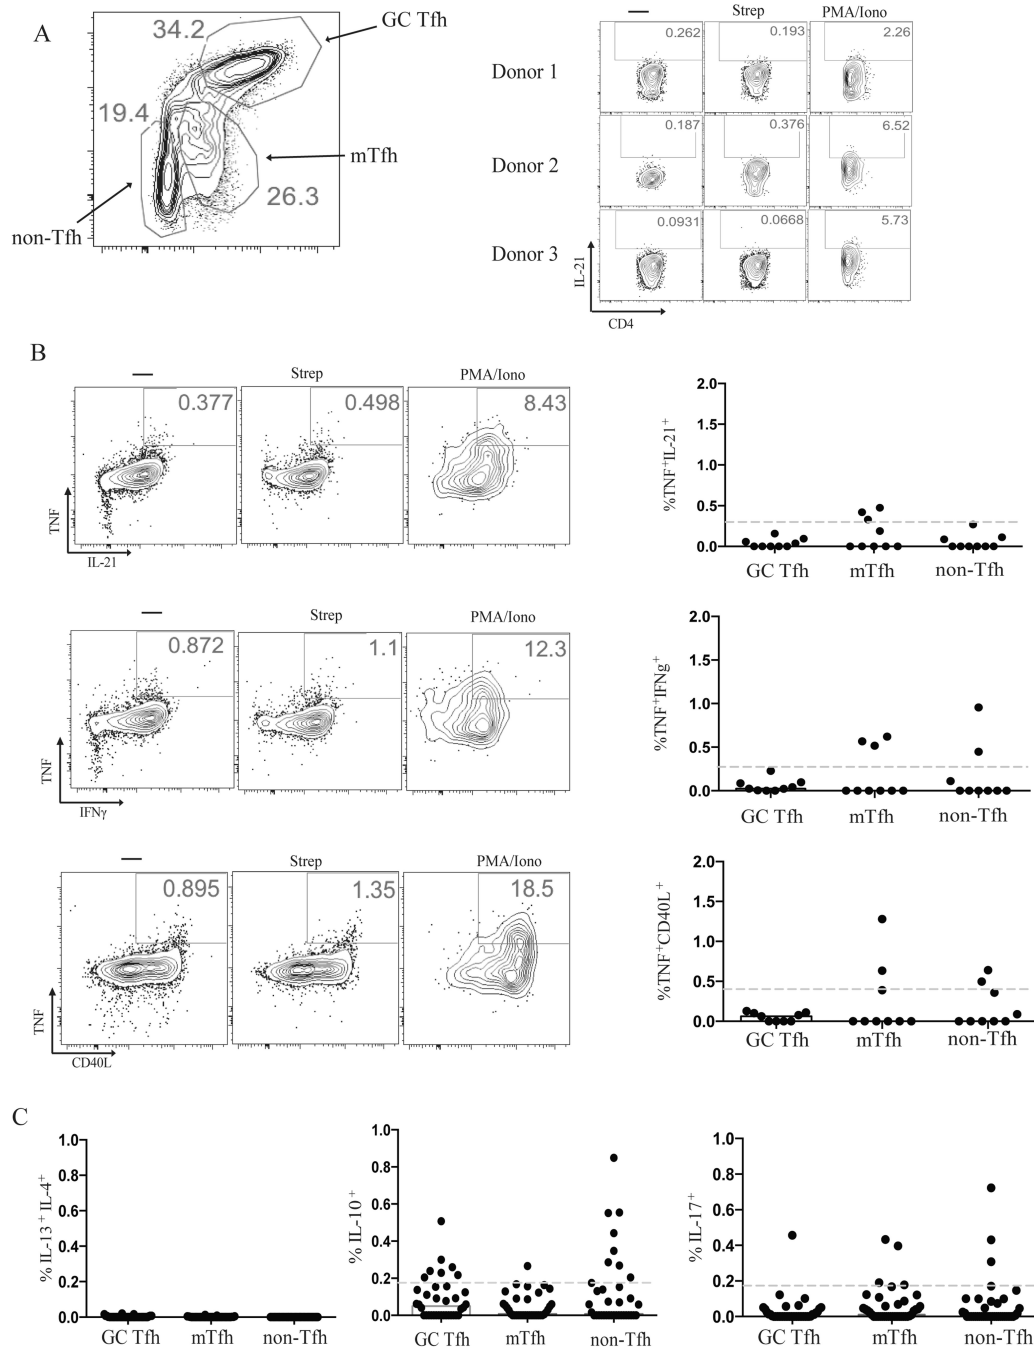 A
34.2
GC Tfh
19.4
mTfh
26.3
non-Tfh
— Strep PMA/Iono
Donor 1
0.262 0.193 2.26
Donor 2
0.187 0.376 6.52
Donor 3
0.0931 0.0668 5.73
IL-21
CD4
B
— Strep PMA/Iono
0.377 0.498 8.43
TNF
IL-21
%TNF+IL-21+
2.0
1.5
1.0
0.5
0.0
GC Tfh mTfh non-Tfh
— Strep PMA/Iono
0.872 1.1 12.3
TNF
IFNγ
%TNF+IFNg+
2.0
1.5
1.0
0.5
0.0
GC Tfh mTfh non-Tfh
— Strep PMA/Iono
0.895 1.35 18.5
TNF
CD40L
%TNF+CD40L+
2.0
1.5
1.0
0.5
0.0
GC Tfh mTfh non-Tfh
C
% IL-13+ IL-4+
1.0
0.8
0.6
0.4
0.2
0.0
GC Tfh mTfh non-Tfh
% IL-10+
1.0
0.8
0.6
0.4
0.2
0.0
GC Tfh mTfh non-Tfh
% IL-17+
1.0
0.8
0.6
0.4
0.2
0.0
GC Tfh mTfh non-Tfh